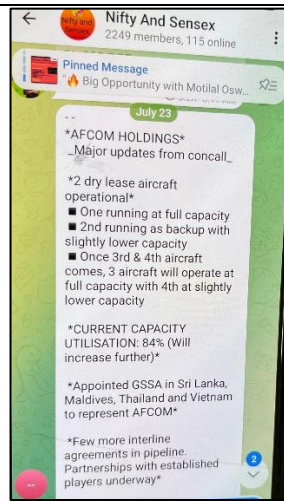 Nifty And Sensex
2249 members, 115 online
Nifty And
Sensex
Pinned Message
"🔥 Big Opportunity with Motilal Osw...
July 23
--
*AFCOM HOLDINGS*
_Major updates from concall_
*2 dry lease aircraft
operational*
■ One running at full capacity
■ 2nd running as backup with
slightly lower capacity
■ Once 3rd & 4th aircraft
comes, 3 aircraft will operate at
full capacity with 4th at slightly
lower capacity
*CURRENT CAPACITY
UTILISATION: 84% (Will
increase further)*
*Appointed GSSA in Sri Lanka,
Maldives, Thailand and Vietnam
to represent AFCOM*
*Few more interline
agreements in pipeline.
Partnerships with established
players underway*
2
--